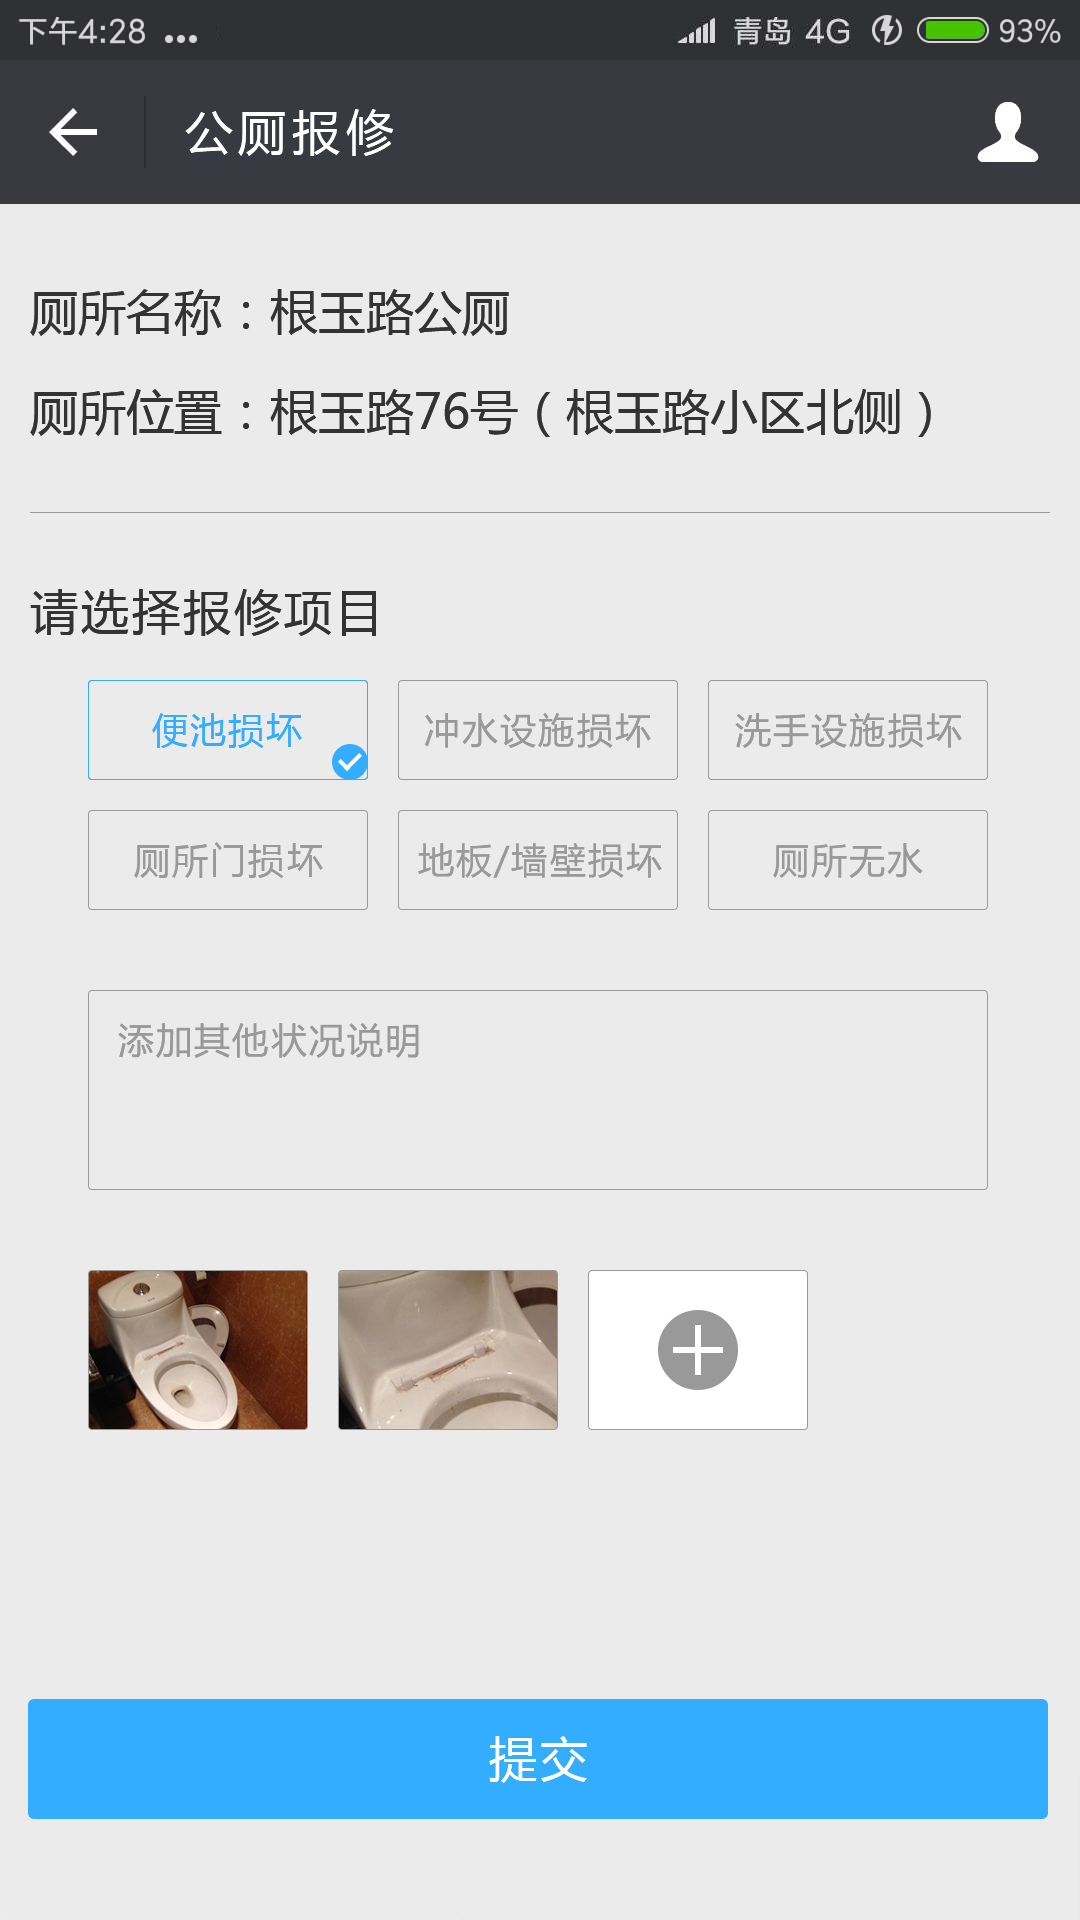 下午4:28 ... 青岛 4G 93%
公厕报修
厕所名称：根玉路公厕
厕所位置：根玉路76号（根玉路小区北侧）
请选择报修项目
便池损坏 冲水设施损坏 洗手设施损坏
厕所门损坏 地板/墙壁损坏 厕所无水
添加其他状况说明
提交